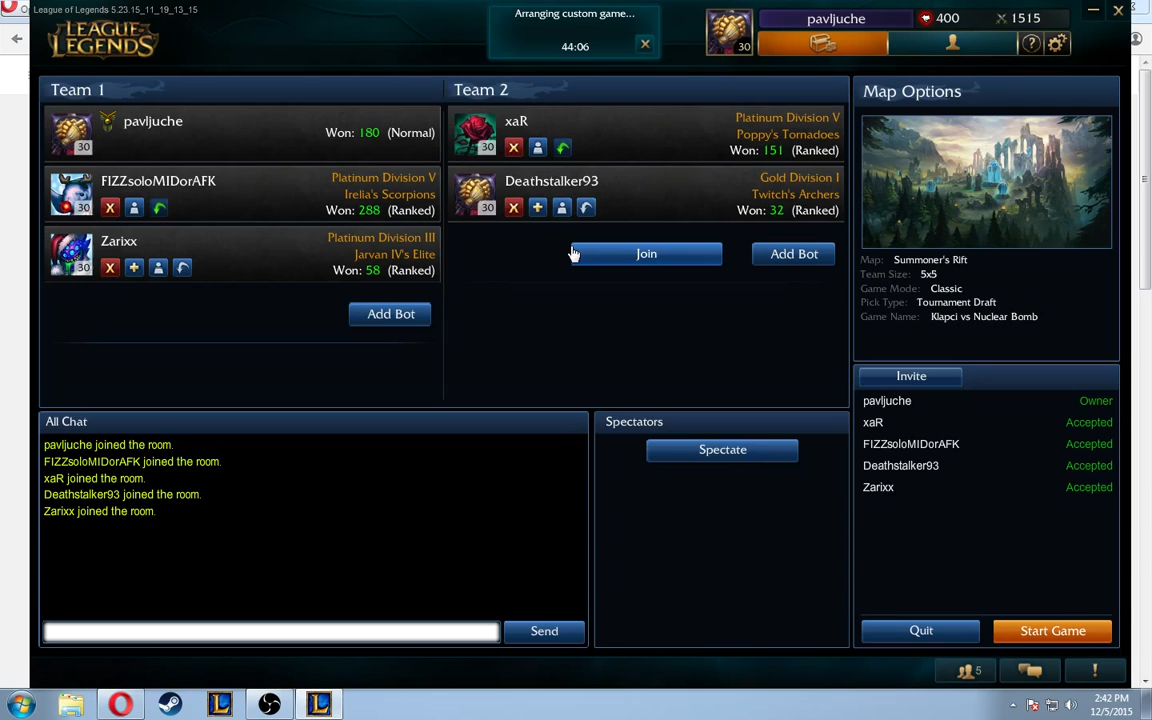 League of Legends 5.23.15_11_19_13_15
LEAGUE OF LEGENDS
Arranging custom game...
44:06
30
pavljuche
400
1515
Team 1
30
pavljuche
Won: 180 (Normal)
30
FIZZsoloMIDorAFK
Platinum Division V
Irelia's Scorpions
Won: 288 (Ranked)
30
Zarixx
Platinum Division III
Jarvan IV's Elite
Won: 58 (Ranked)
Add Bot
Team 2
30
xaR
Platinum Division V
Poppy's Tornadoes
Won: 151 (Ranked)
30
Deathstalker93
Gold Division I
Twitch's Archers
Won: 32 (Ranked)
Join
Add Bot
Map Options
Map: Summoner's Rift
Team Size: 5x5
Game Mode: Classic
Pick Type: Tournament Draft
Game Name: Klapci vs Nuclear Bomb
Invite
pavljuche Owner
xaR Accepted
FIZZsoloMIDorAFK Accepted
Deathstalker93 Accepted
Zarixx Accepted
Quit
Start Game
All Chat
pavljuche joined the room.
FIZZsoloMIDorAFK joined the room.
xaR joined the room.
Deathstalker93 joined the room.
Zarixx joined the room.
Send
Spectators
Spectate
5
2:42 PM
12/5/2015